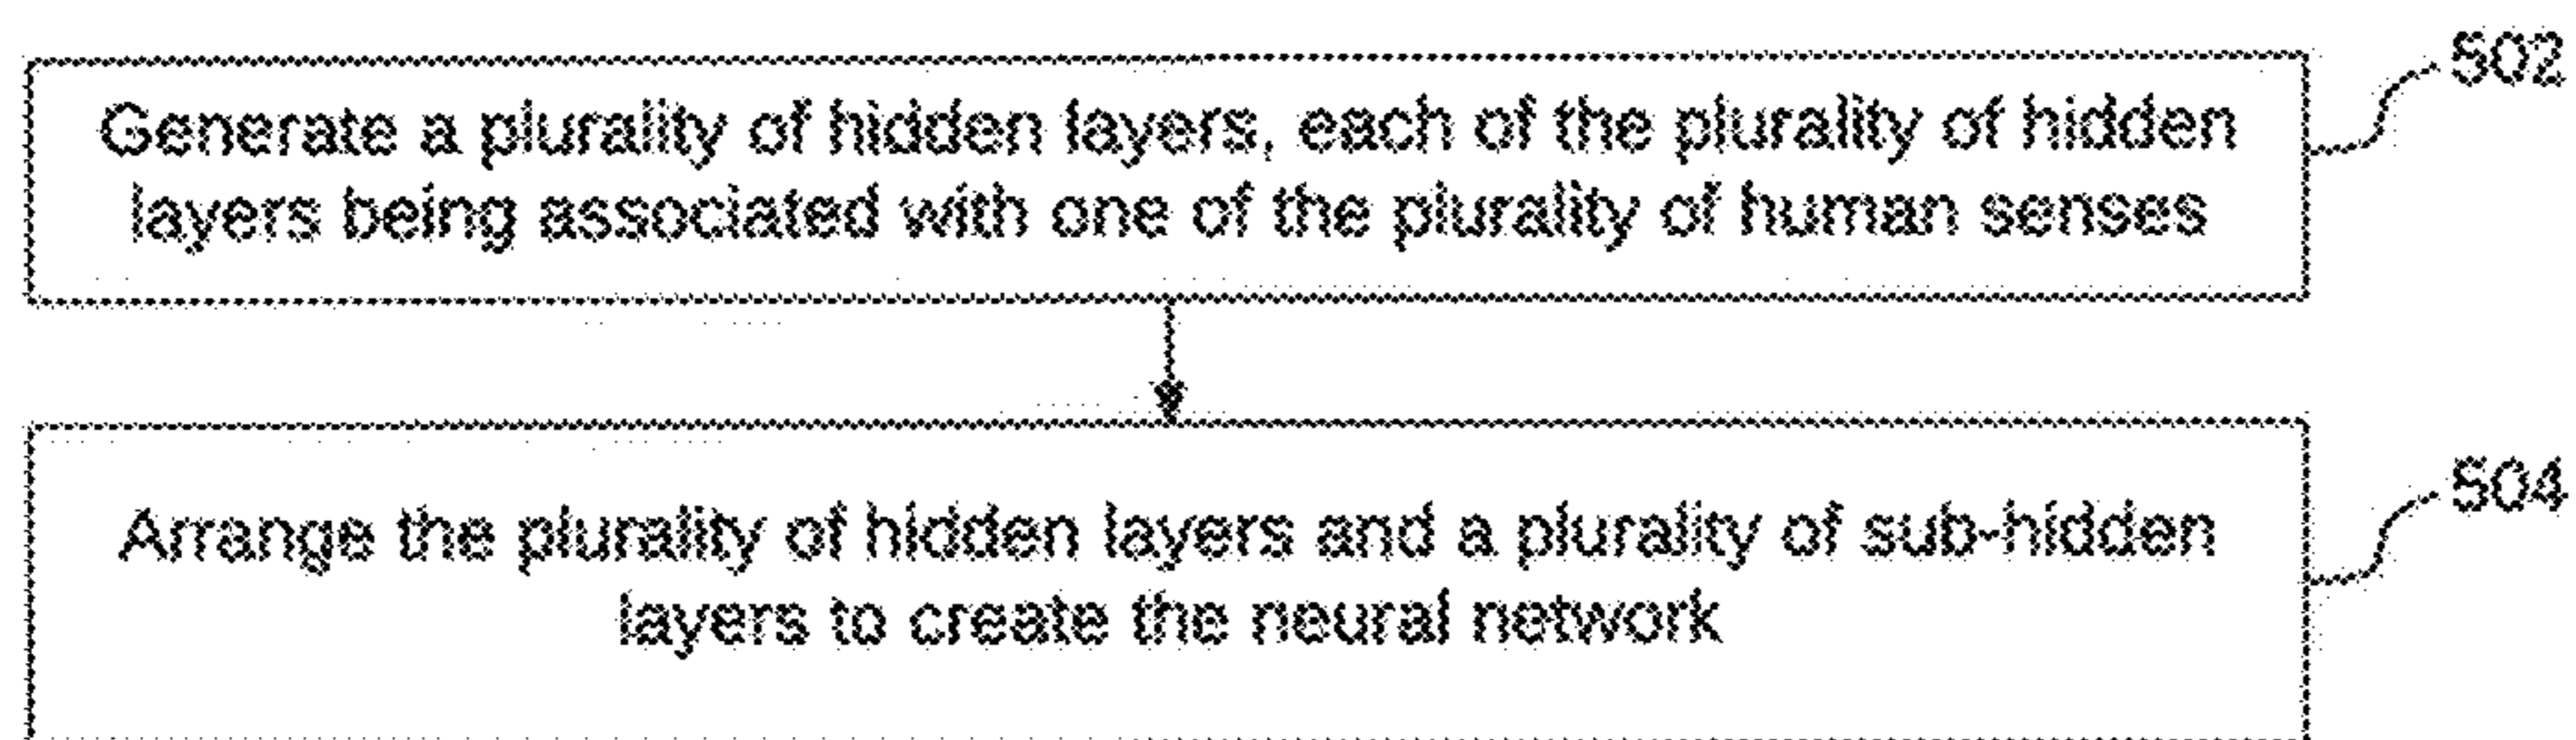 502
Generate a plurality of hidden layers, each of the plurality of hidden
layers being associated with one of the plurality of human senses
504
Arrange the plurality of hidden layers and a plurality of sub-hidden
layers to create the neural network